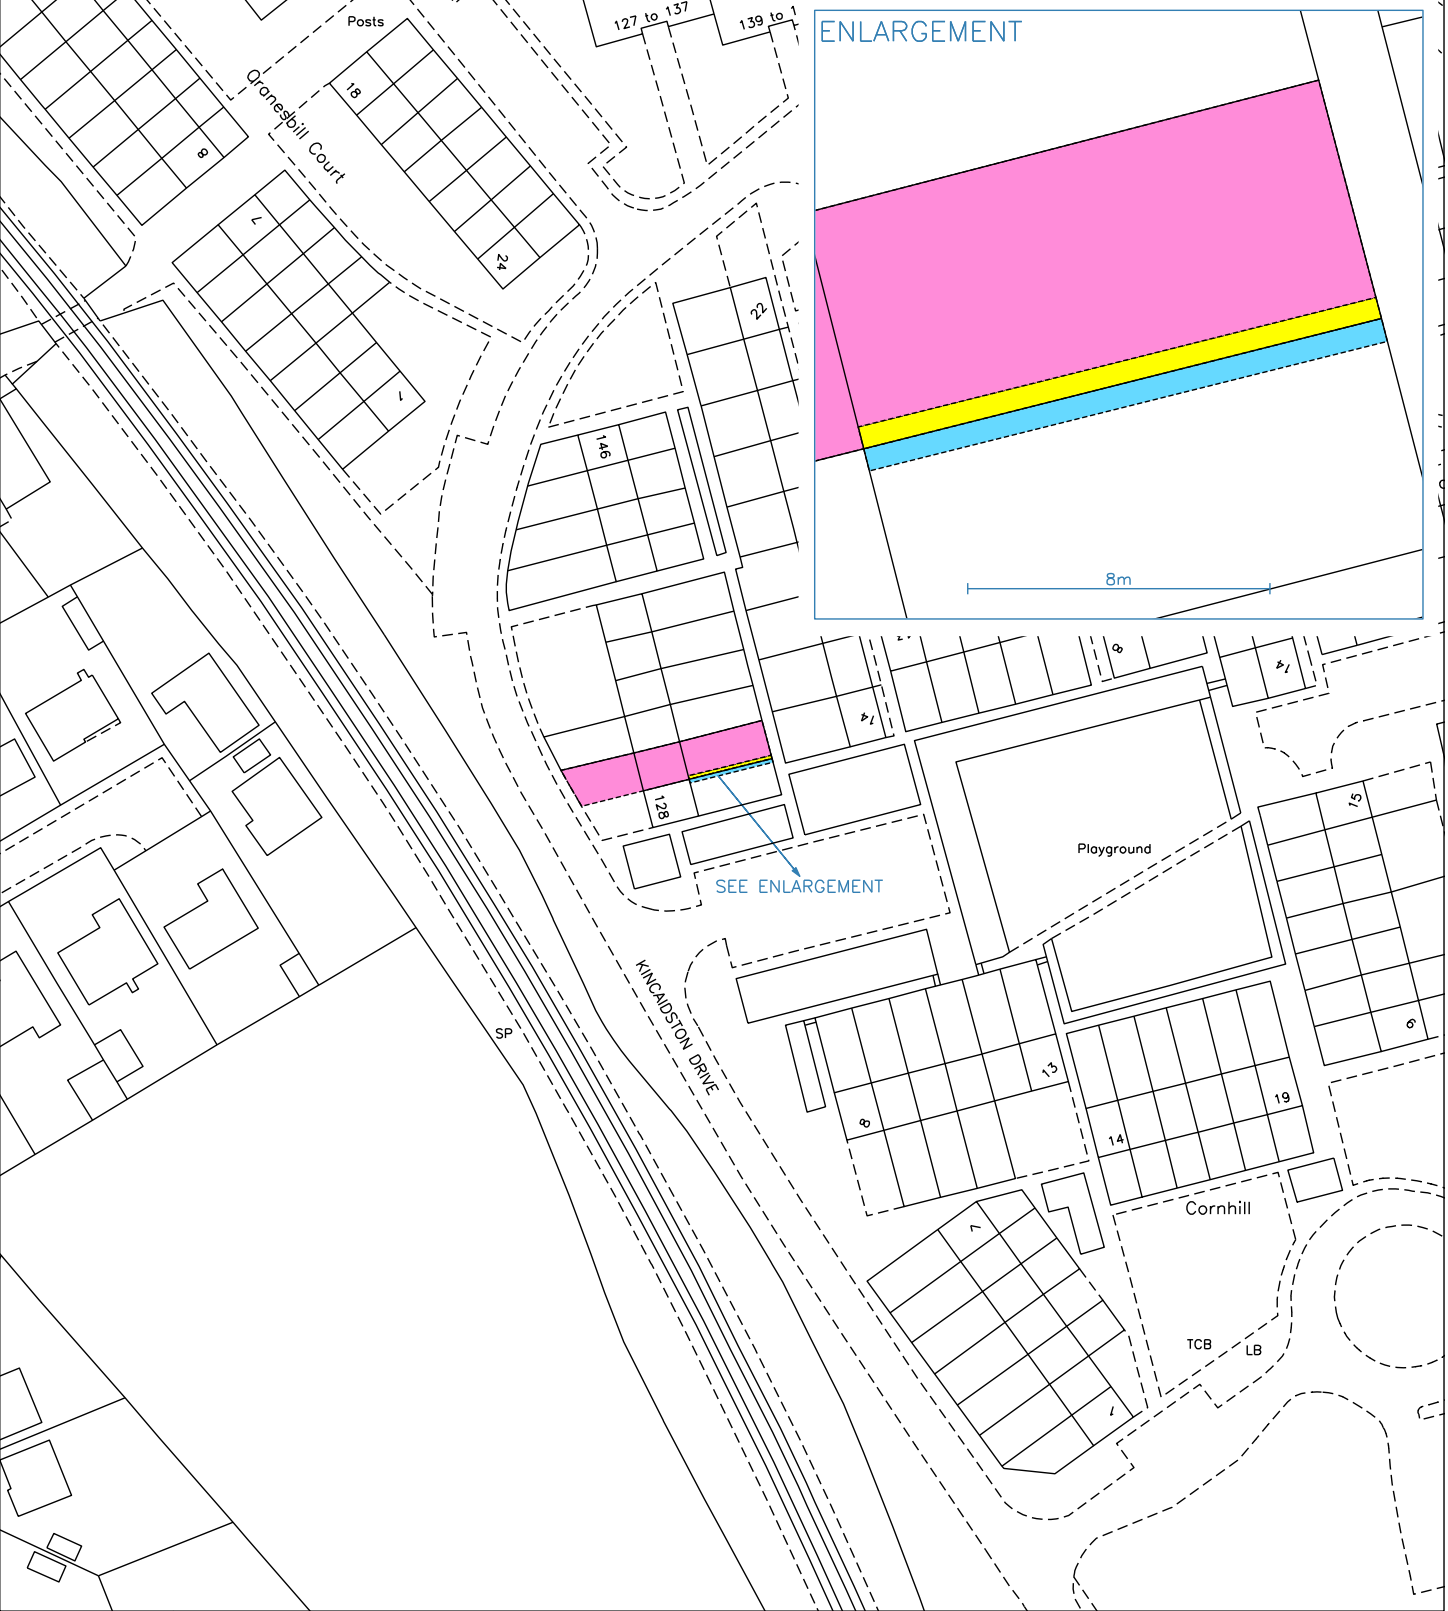 Posts
127 to 137
139 to 1
ENLARGEMENT
18
Cranesbill Court
8
7
24
22
1
146
8m
8
14
14
128
15
Playground
SEE ENLARGEMENT
KINCAIDSTON DRIVE
SP
13
6
8
19
14
Cornhill
7
TCB
LB
1